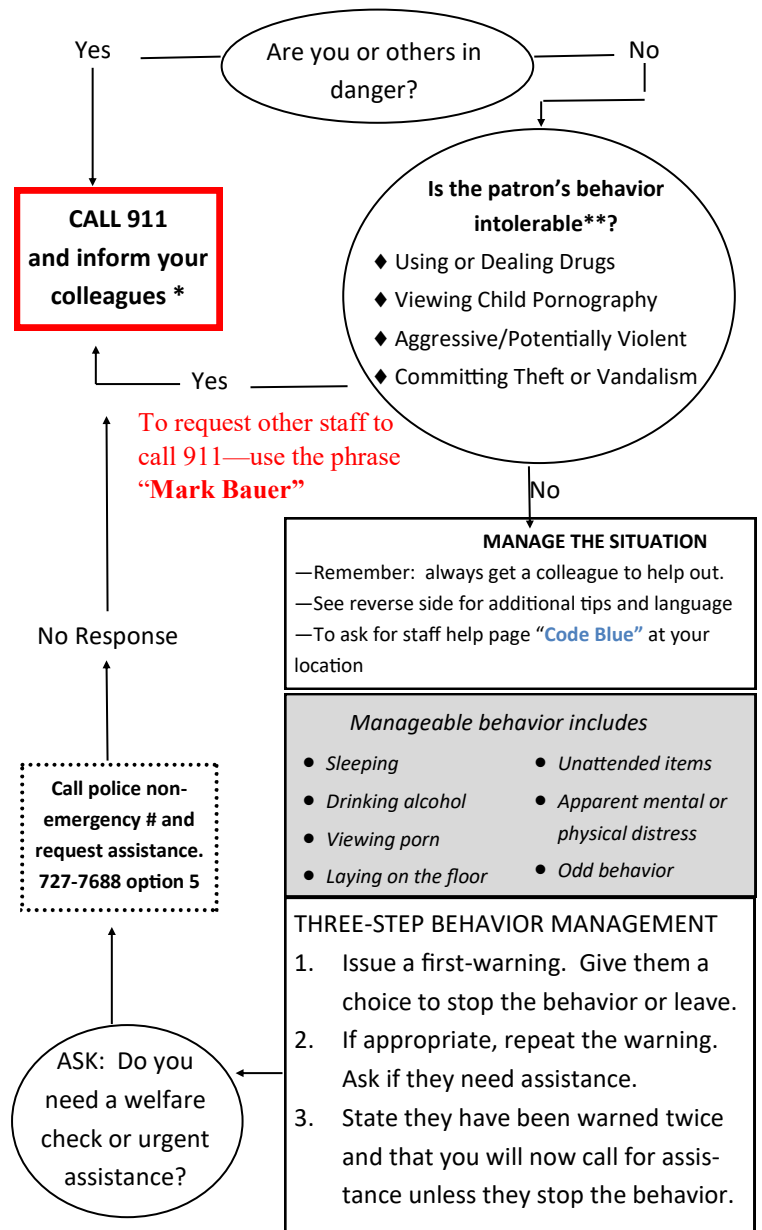 Yes
Are you or others in
danger?
No
CALL 911
and inform your
colleagues *
Is the patron’s behavior
intolerable**?
♦ Using or Dealing Drugs
♦ Viewing Child Pornography
♦ Aggressive/Potentially Violent
♦ Committing Theft or Vandalism
Yes
To request other staff to
call 911—use the phrase
“Mark Bauer”
No
MANAGE THE SITUATION
—Remember: always get a colleague to help out.
—See reverse side for additional tips and language
—To ask for staff help page “Code Blue” at your
location
No Response
Manageable behavior includes
• Sleeping
• Drinking alcohol
• Viewing porn
• Laying on the floor
• Unattended items
• Apparent mental or
physical distress
• Odd behavior
Call police non-
emergency # and
request assistance.
727-7688 option 5
THREE-STEP BEHAVIOR MANAGEMENT
1. Issue a first-warning. Give them a
choice to stop the behavior or leave.
2. If appropriate, repeat the warning.
Ask if they need assistance.
3. State they have been warned twice
and that you will now call for assis-
tance unless they stop the behavior.
ASK: Do you
need a welfare
check or urgent
assistance?